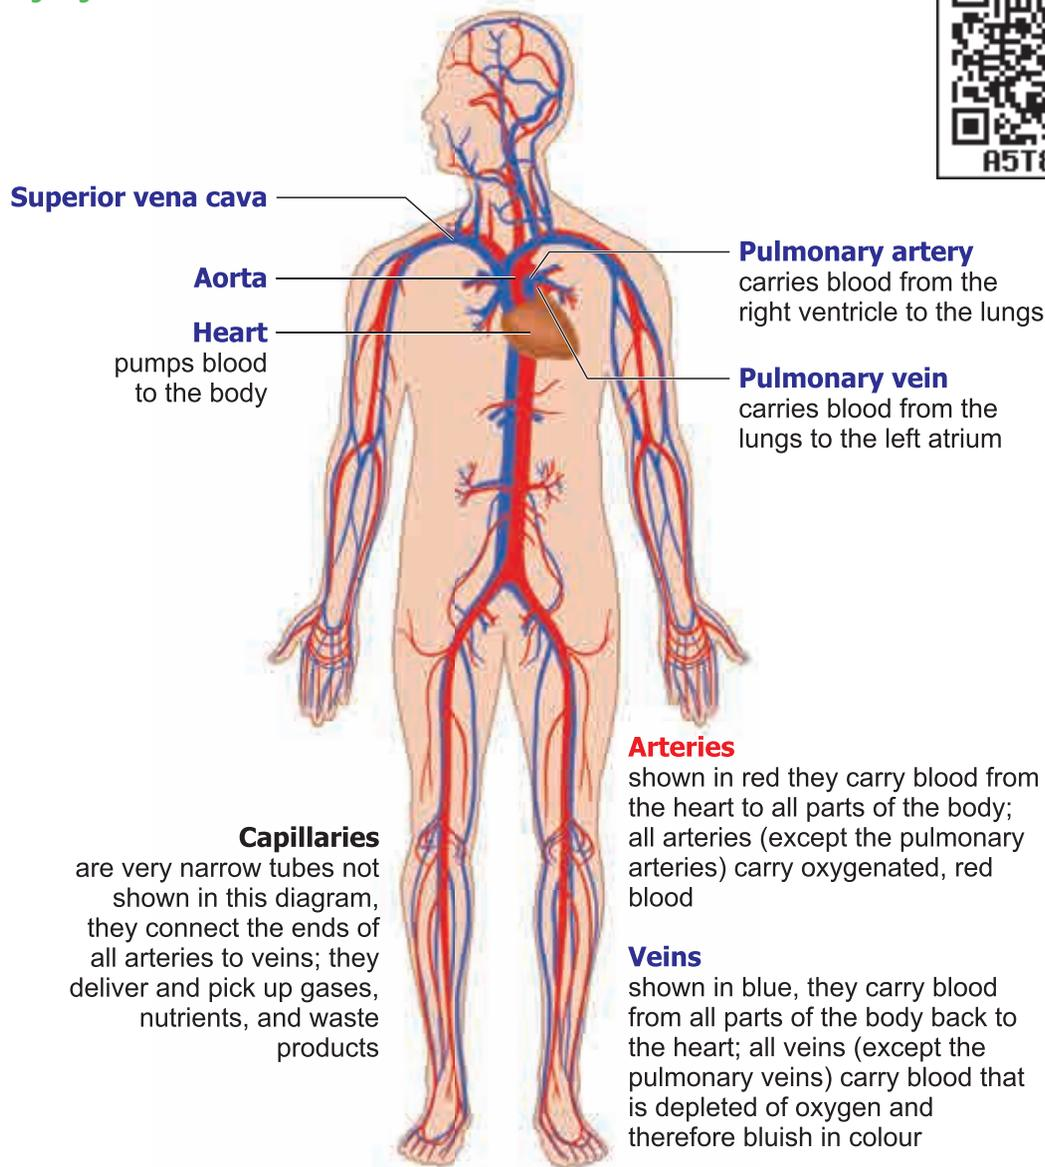 Superior vena cava
Aorta
Heart
pumps blood
to the body
Pulmonary artery
carries blood from the
right ventricle to the lungs
Pulmonary vein
carries blood from the
lungs to the left atrium
Capillaries
are very narrow tubes not
shown in this diagram,
they connect the ends of
all arteries to veins; they
deliver and pick up gases,
nutrients, and waste
products
Arteries
shown in red they carry blood from
the heart to all parts of the body;
all arteries (except the pulmonary
arteries) carry oxygenated, red
blood
Veins
shown in blue, they carry blood
from all parts of the body back to
the heart; all veins (except the
pulmonary veins) carry blood that
is depleted of oxygen and
therefore bluish in colour